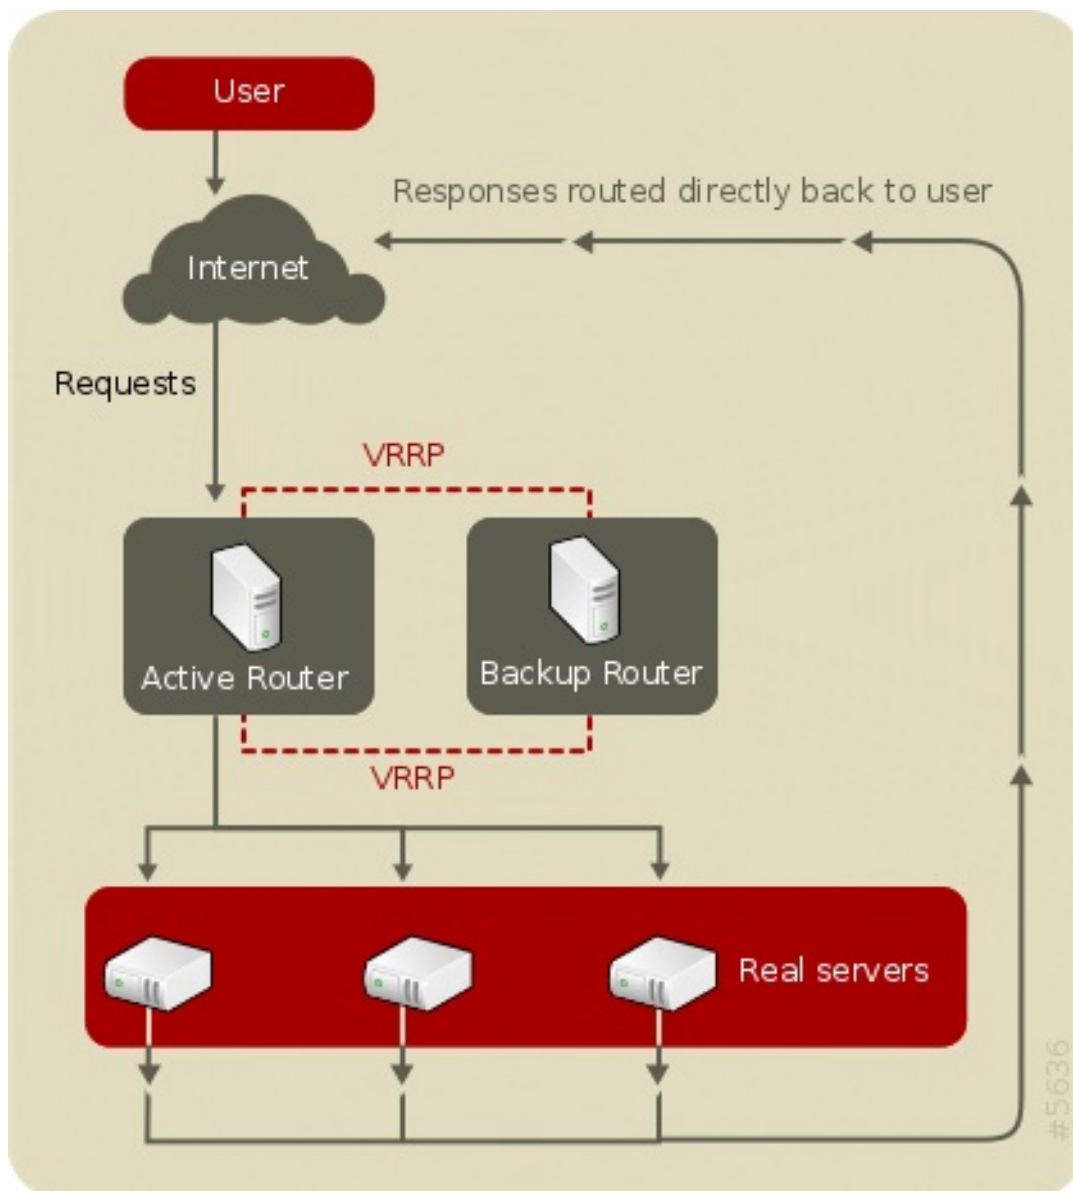 User
Responses routed directly back to user
Internet
Requests
VRRP
Active Router
Backup Router
VRRP
Real servers
#5636